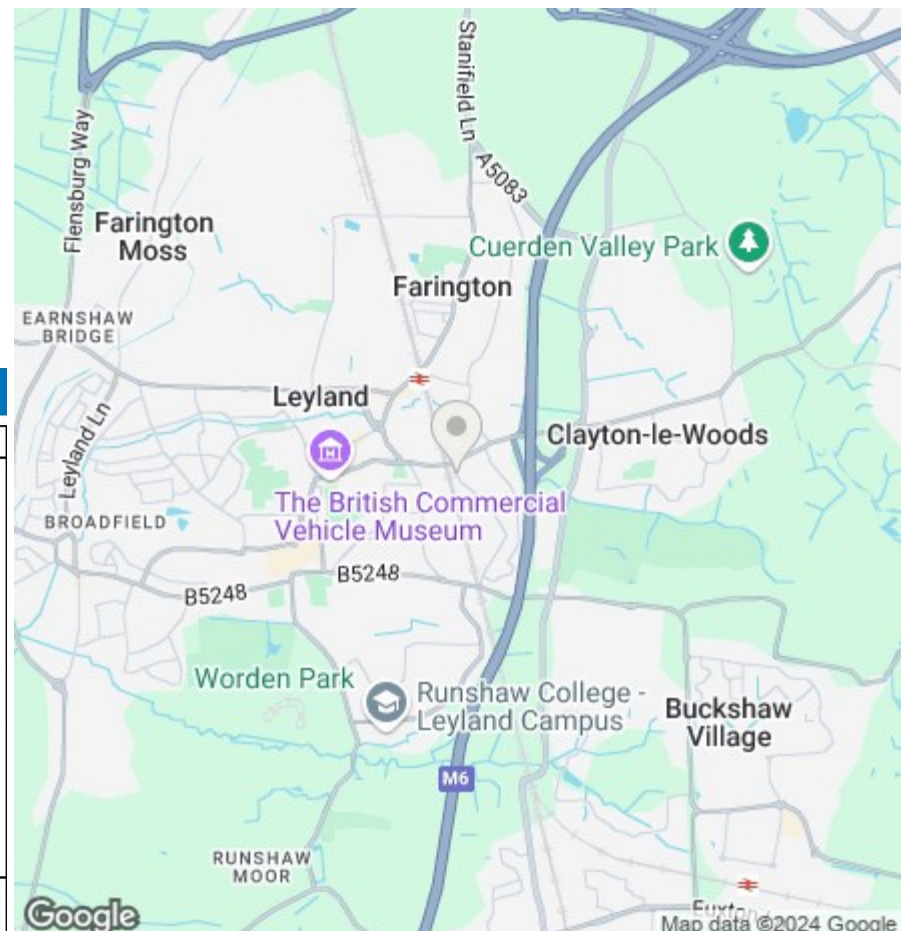 Stanifield Ln
A5083
Flensburg Way
Farington
Moss
Cuerden Valley Park
Farington
EARNSHAW
BRIDGE
Leyland
Leyland Ln
Clayton-le-Woods
The British Commercial
Vehicle Museum
BROADFIELD
B5248
B5248
Worden Park
Runshaw College -
Leyland Campus
Buckshaw
Village
M6
RUNSHAW
MOOR
Google
Map data ©2024 Google